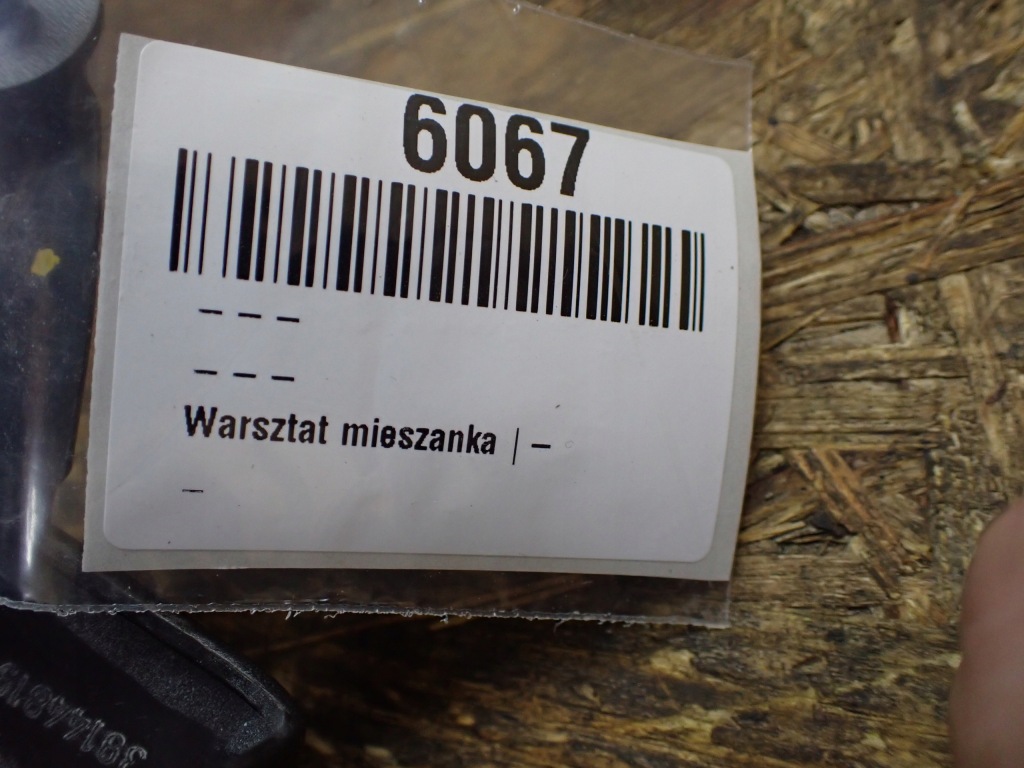 6067
– – –
– – –
Warsztat mieszanka | –
–